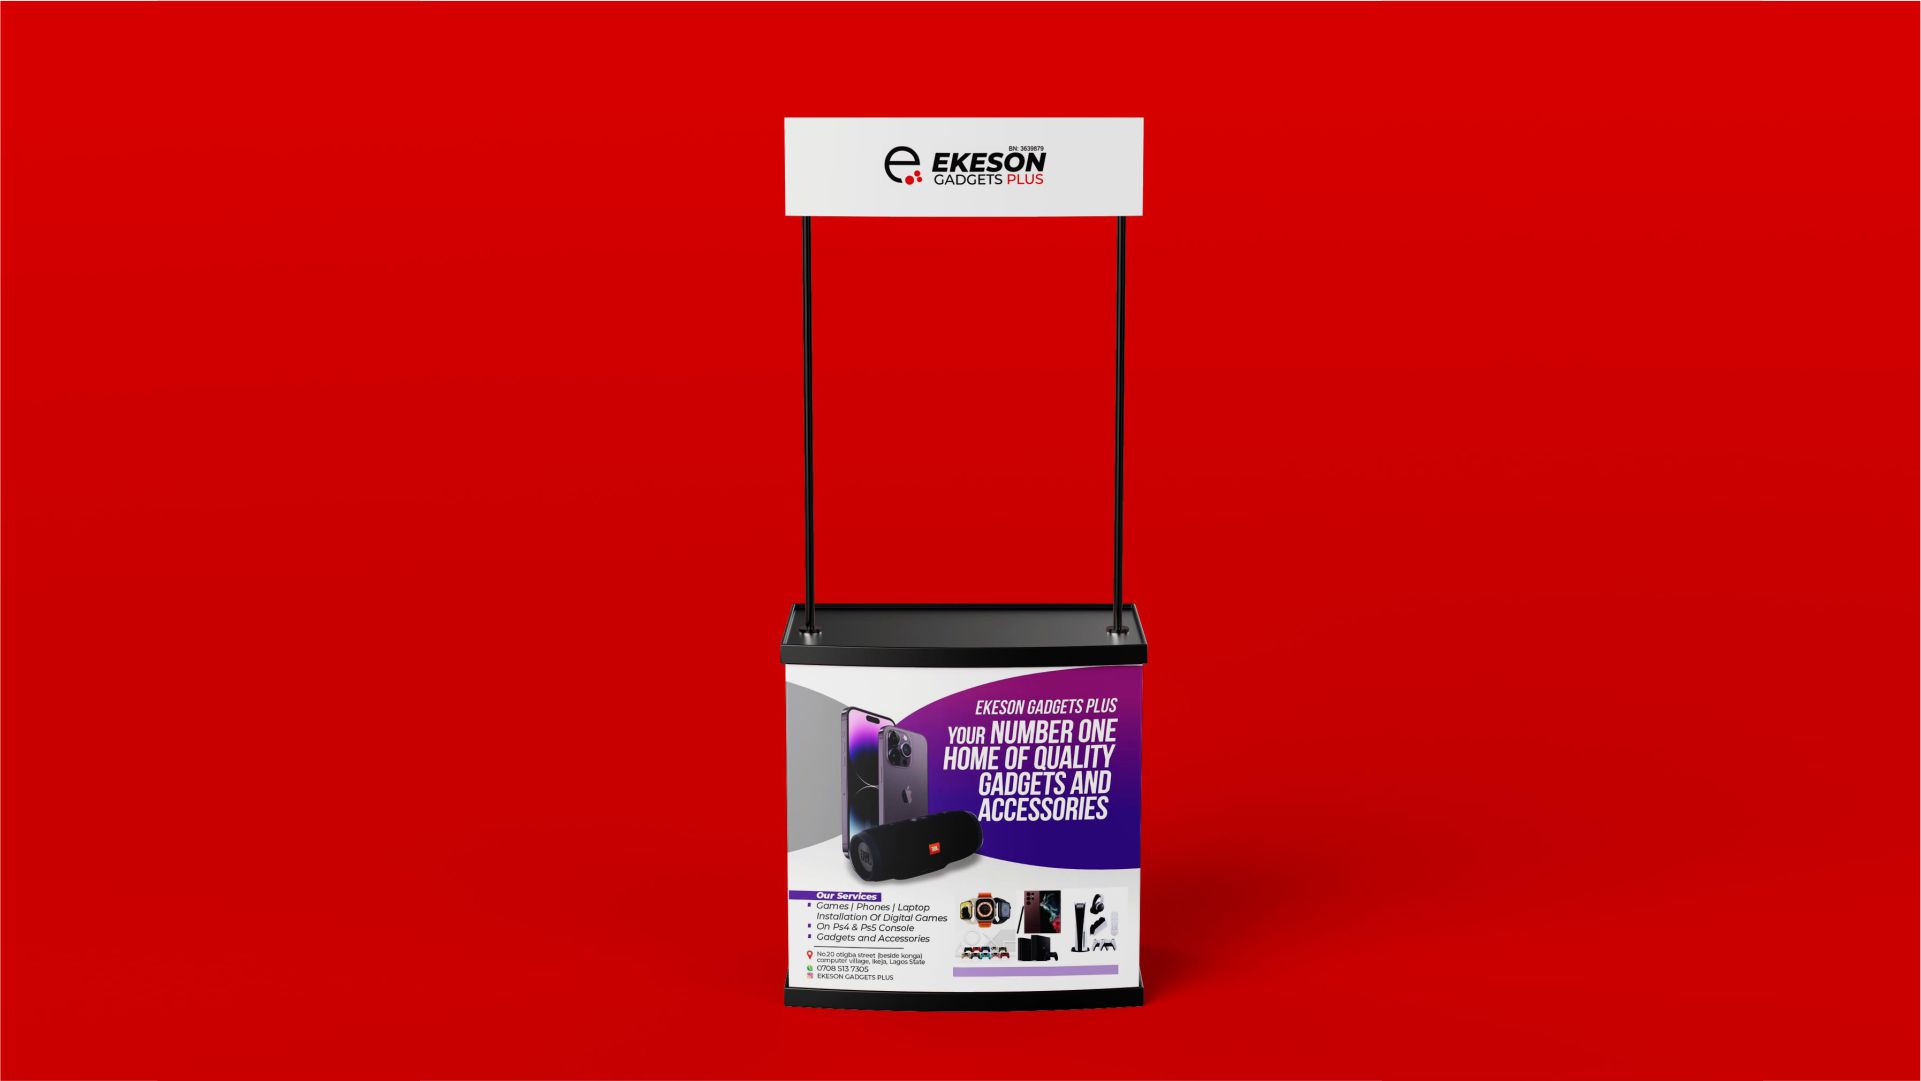 BN: 3639879
EKESON
GADGETS PLUS
EKESON GADGETS PLUS
YOUR NUMBER ONE
HOME OF QUALITY
GADGETS AND
ACCESSORIES
JBL
Our Services
Games | Phones | Laptop
Installation Of Digital Games
On Ps4 & Ps5 Console
Gadgets and Accessories
No.20 otigba street (beside konga)
computer village, Ikeja, Lagos State
0708 513 7305
EKESON GADGETS PLUS